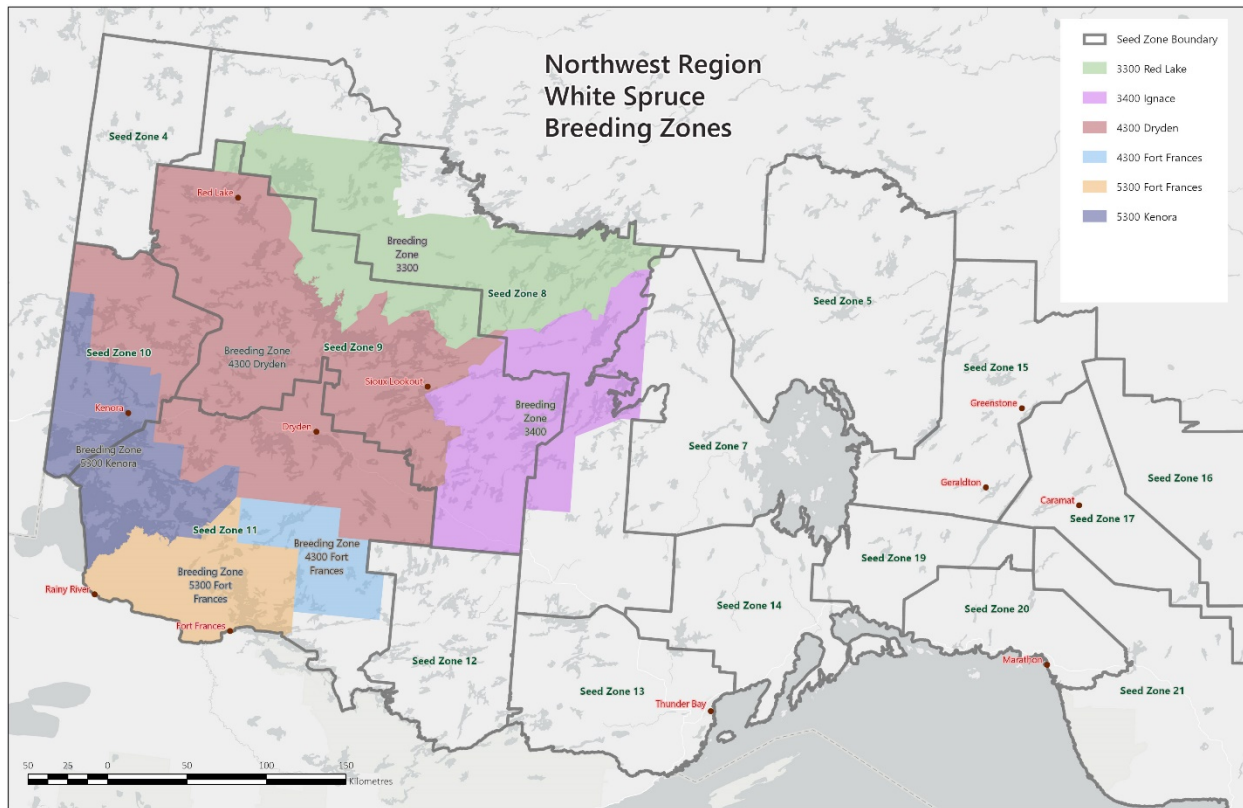 Northwest Region
White Spruce
Breeding Zones
Seed Zone Boundary
3300 Red Lake
3400 Ignace
4300 Dryden
4300 Fort Frances
5300 Fort Frances
5300 Kenora
Seed Zone 4
Red Lake
Breeding
Zone
3300
Seed Zone 8
Seed Zone 5
Seed Zone 10
Breeding Zone
4300 Dryden
Seed Zone 9
Sioux Lookout
Seed Zone 15
Kenora
Dryden
Breeding
Zone
3400
Greenstone
Breeding Zone
5300 Kenora
Seed Zone 7
Geraldton
Seed Zone 16
Caramat
Seed Zone 17
Seed Zone 11
Breeding Zone
4300 Fort
Frances
Seed Zone 19
Breeding Zone
5300 Fort
Frances
Rainy River
Fort Frances
Seed Zone 14
Seed Zone 20
Seed Zone 12
Marathon
Seed Zone 13
Thunder Bay
Seed Zone 21
50 25 0 50 100 150
Kilometres